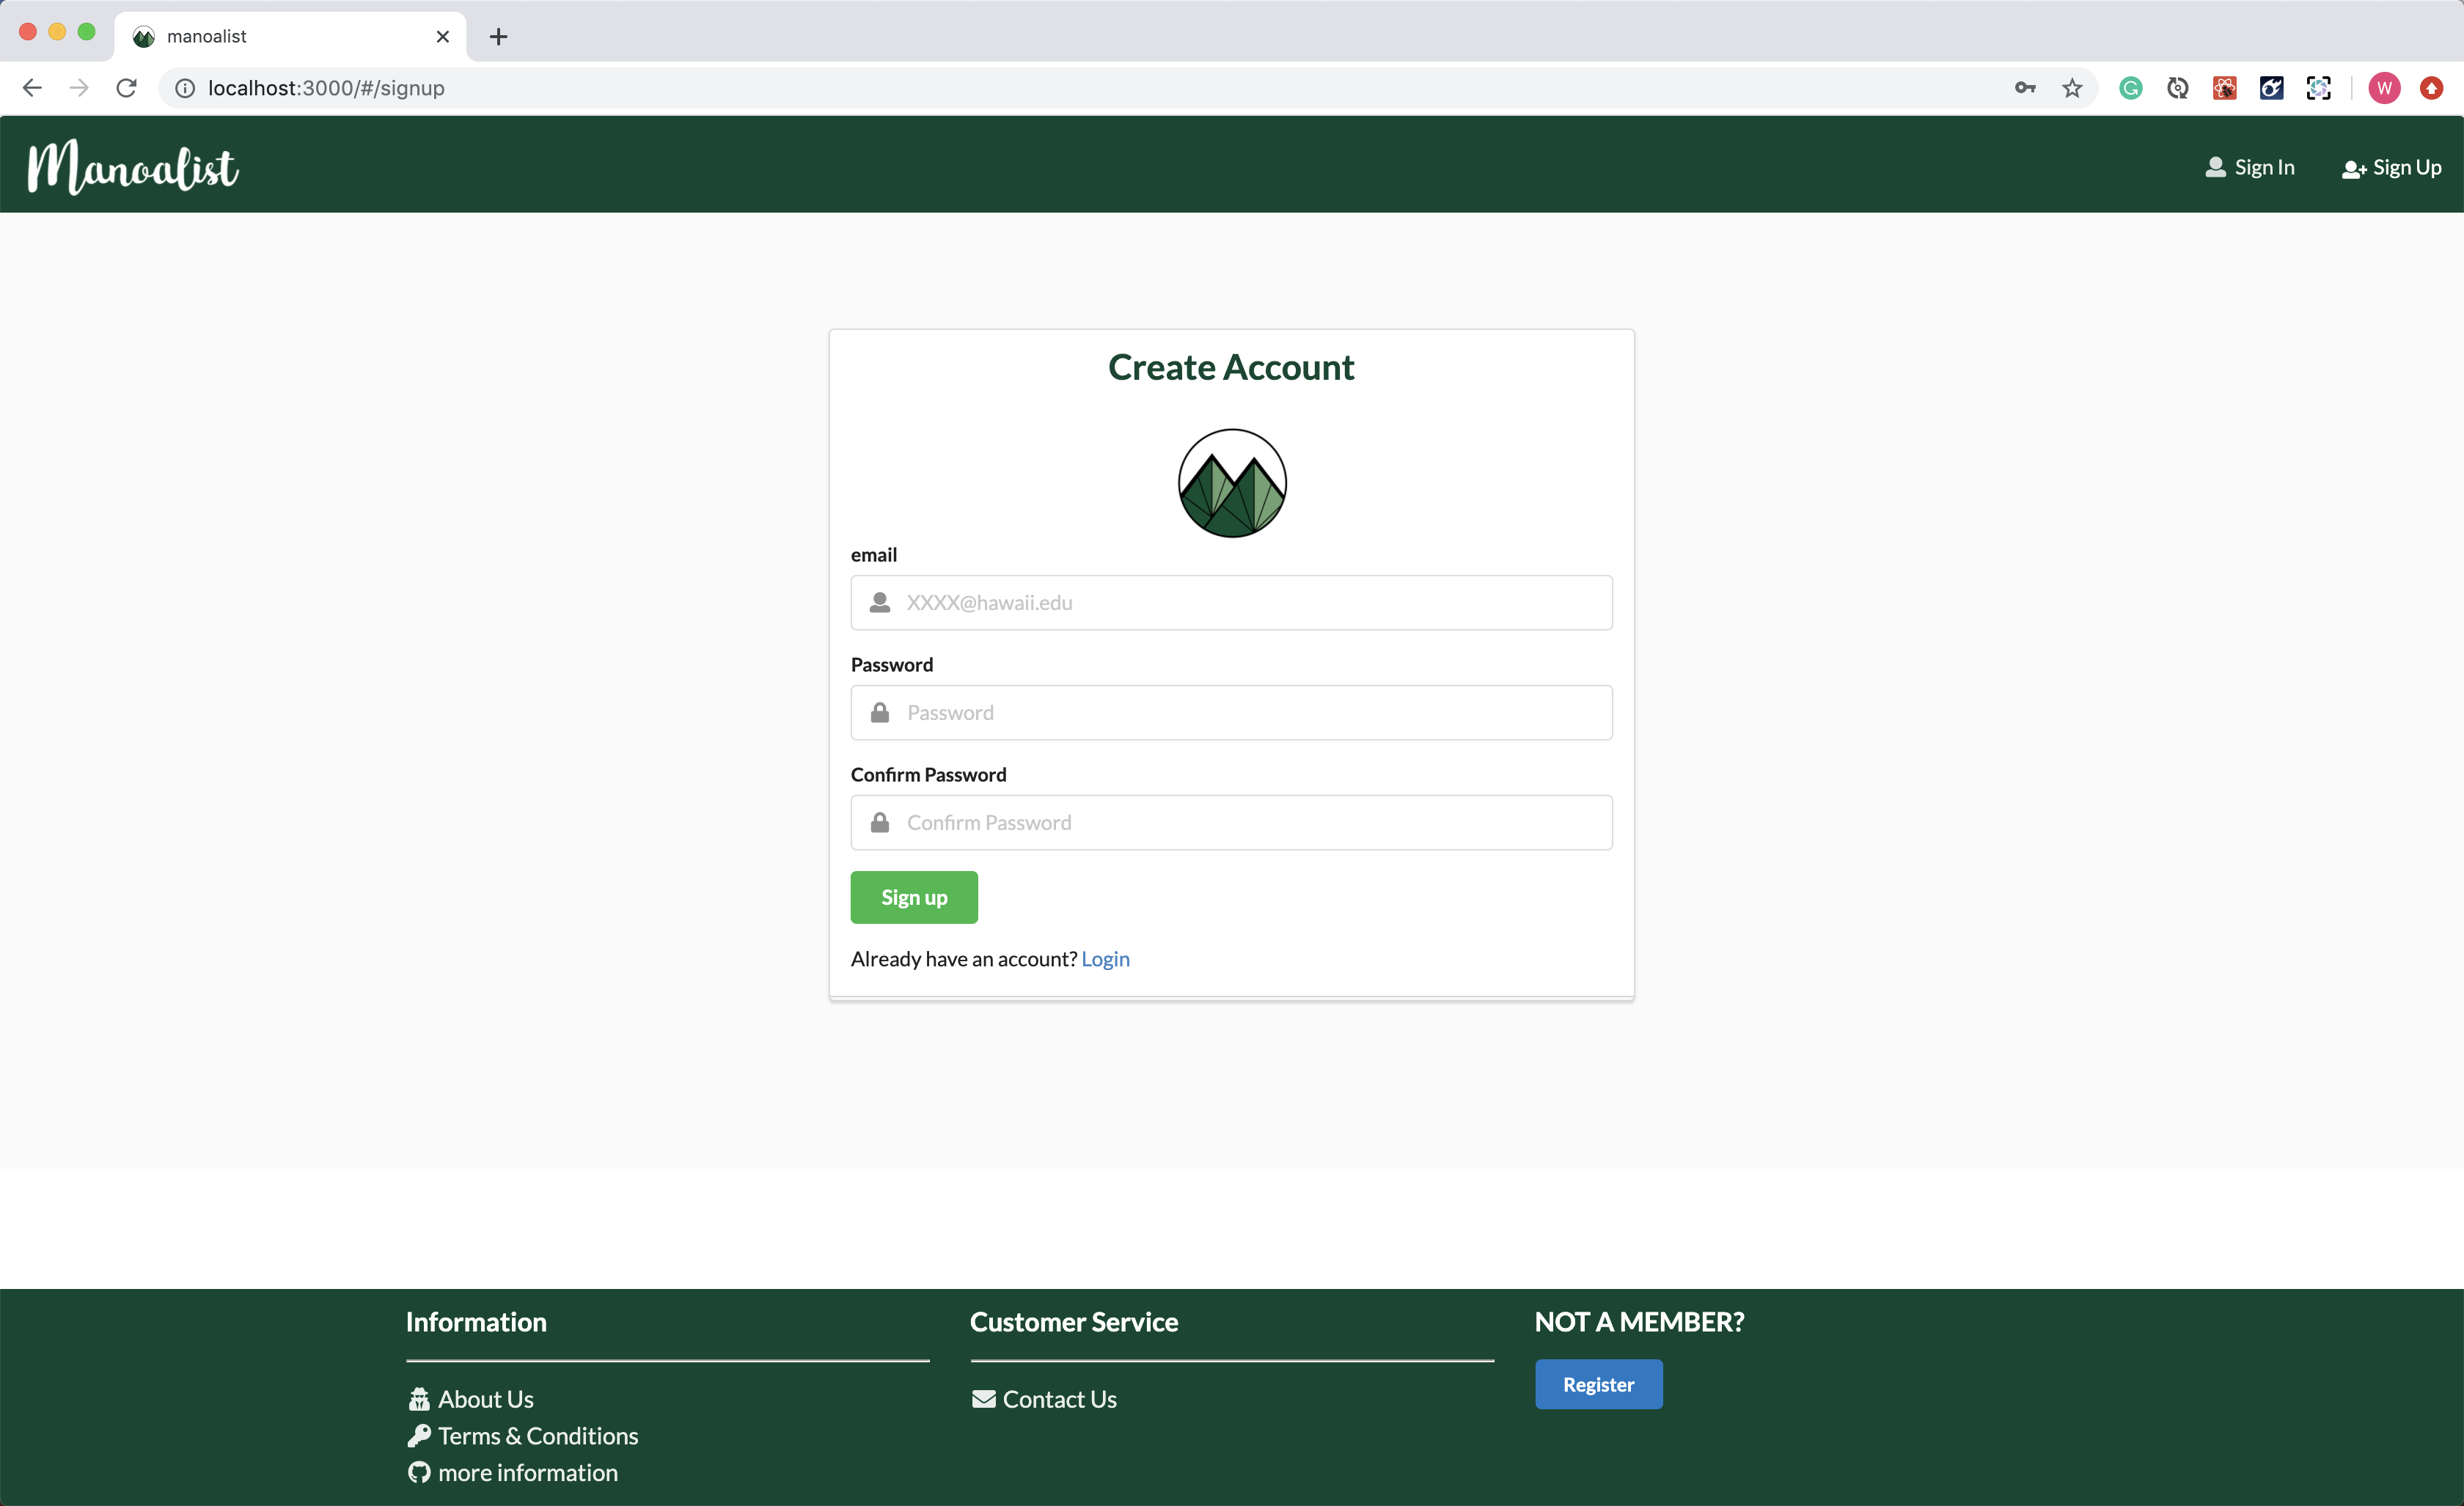 manoalist
localhost:3000/#/signup
W
Manoalist
Sign In
Sign Up
Create Account
email
XXXX@hawaii.edu
Password
Password
Confirm Password
Confirm Password
Sign up
Already have an account? Login
Information
Customer Service
NOT A MEMBER?
About Us
Contact Us
Register
Terms & Conditions
more information